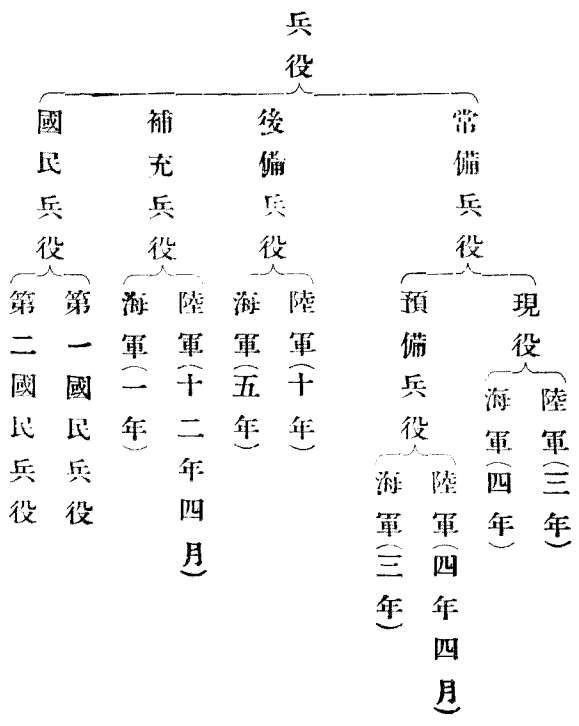 兵役
常備兵役
現役
陸軍(三年)
海軍(四年)
預備兵役
陸軍(四年四月)
海軍(三年)
後備兵役
陸軍(十年)
海軍(五年)
補充兵役
陸軍(十二年四月)
海軍(一年)
國民兵役
第一國民兵役
第二國民兵役